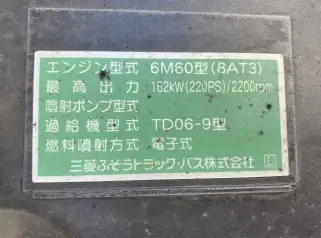 エンジン型式 6M60型(8AT3)
最高出力 162kW(220PS)/2200rpm
噴射ポンプ型式
過給機型式 TD06-9型
燃料噴射方式 電子式
三菱ふそうトラック・バス株式会社